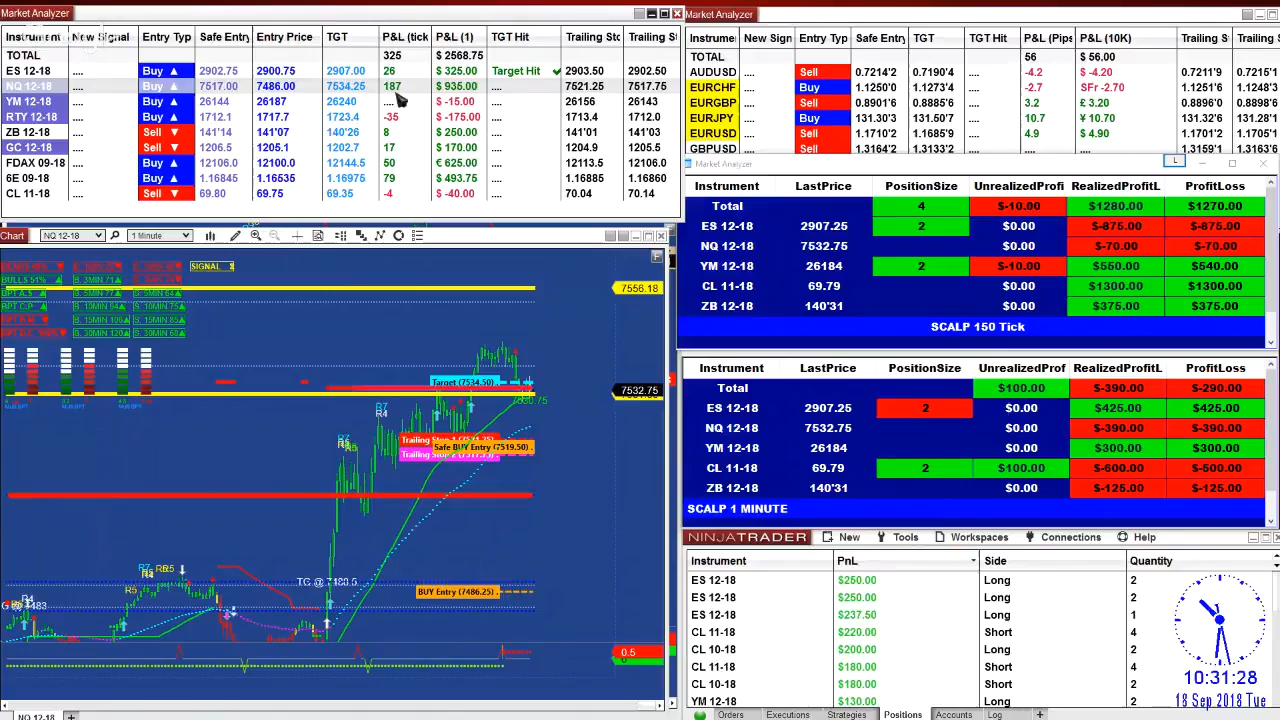 Market Analyzer
Instrument New Signal Entry Type Safe Entry Entry Price TGT P&L (tick P&L (1) TGT Hit Trailing Sto Trailing St
TOTAL 325 $ 2568.75
ES 12-18 .... Buy ▲ 2902.75 2900.75 2907.00 26 $ 325.00 Target Hit ✔ 2903.50 2902.50
NQ 12-18 .... Buy ▲ 7517.00 7486.00 7534.25 187 $ 935.00 .... 7521.25 7517.75
YM 12-18 .... Buy ▲ 26144 26187 26240 .... $ -15.00 .... 26156 26143
RTY 12-18 .... Buy ▲ 1712.1 1717.7 1723.4 -35 $ -175.00 .... 1713.4 1712.0
ZB 12-18 .... Sell ▼ 141'14 141'07 140'26 8 $ 250.00 .... 141'01 141'03
GC 12-18 .... Sell ▼ 1206.5 1205.1 1202.7 17 $ 170.00 .... 1204.9 1205.5
FDAX 09-18 .... Buy ▲ 12106.0 12100.0 12144.5 50 € 625.00 .... 12113.5 12106.0
6E 09-18 .... Buy ▲ 1.16845 1.16535 1.16975 79 $ 493.75 .... 1.16885 1.16860
CL 11-18 .... Sell ▼ 69.80 69.75 69.35 -4 $ -40.00 .... 70.04 70.14
Market Analyzer
Instrume New Sign Entry Typ Safe Entry TGT TGT Hit P&L (Pips P&L (10K) Trailing S Trailing
TOTAL 56 $ 56.00
AUDUSD .... Sell 0.7214'2 0.7190'4 .... -4.2 $ -4.20 0.7211'9 0.7215'1
EURCHF .... Buy 1.1250'0 1.1273'4 .... -2.7 SFr -2.70 1.1251'6 1.1248'3
EURGBP .... Sell 0.8901'6 0.8885'6 .... 3.2 £ 3.20 0.8896'0 0.8898'2
EURJPY .... Buy 131.30'3 131.50'7 .... 10.7 ¥ 10.70 131.32'6 131.28'1
EURUSD .... Sell 1.1710'2 1.1685'9 .... 4.9 $ 4.90 1.1701'2 1.1705'1
GBPUSD Sell 1.3164'2 1.3133'2 1.3159'1 1.3163'4
Market Analyzer L
Instrument LastPrice PositionSize UnrealizedProfi RealizedProfitL ProfitLoss
Total 4 $-10.00 $1280.00 $1270.00
ES 12-18 2907.25 2 $0.00 $-875.00 $-875.00
NQ 12-18 7532.75 $0.00 $-70.00 $-70.00
YM 12-18 26184 2 $-10.00 $550.00 $540.00
CL 11-18 69.79 $0.00 $1300.00 $1300.00
ZB 12-18 140'31 $0.00 $375.00 $375.00
SCALP 150 Tick
Instrument LastPrice PositionSize UnrealizedProf RealizedProfitL ProfitLoss
Total $100.00 $-390.00 $-290.00
ES 12-18 2907.25 2 $0.00 $425.00 $425.00
NQ 12-18 7532.75 $0.00 $-390.00 $-390.00
YM 12-18 26184 $0.00 $300.00 $300.00
CL 11-18 69.79 2 $100.00 $-600.00 $-500.00
ZB 12-18 140'31 $0.00 $-125.00 $-125.00
SCALP 1 MINUTE
NINJATRADER New Tools Workspaces Connections Help
Instrument PnL Side Quantity
ES 12-18 $250.00 Long 2
ES 12-18 $250.00 Long 2
ES 12-18 $237.50 Long 1
CL 11-18 $220.00 Short 4
CL 10-18 $200.00 Short 2
CL 11-18 $180.00 Short 4
CL 10-18 $180.00 Short 2
YM 12-18 $130.00 Long 2
10:31:28
18 Sep 2018 Tue
Orders Executions Strategies Positions Accounts Log +
Chart NQ 12-18 1 Minute
F
SIGNAL
BULLS 51%
7556.18
Target (7534.50)
7532.75
7530.75
R7
R4
Safe BUY Entry (7519.50)
BUY Entry (7486.25)
R5
0.5
0
NQ 12-18 +